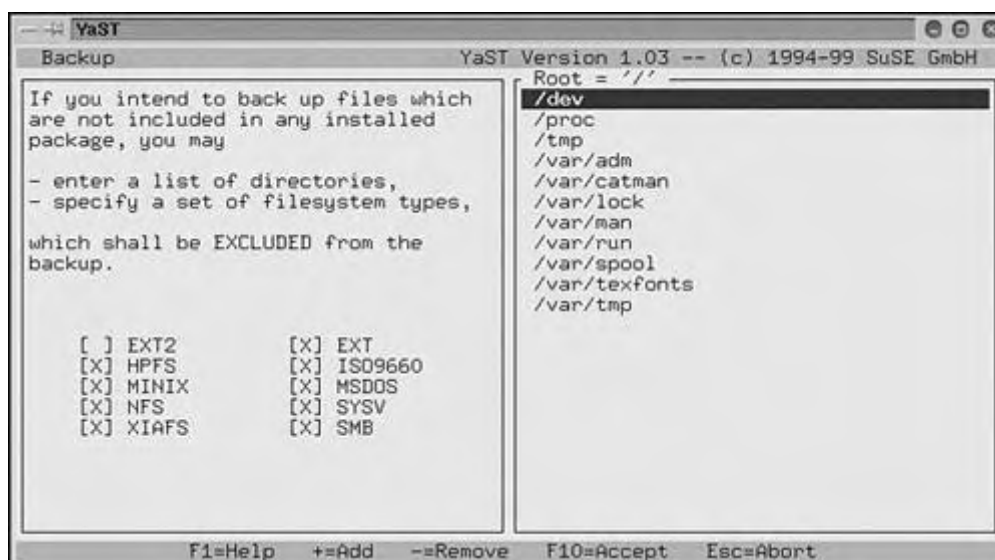 YaST
Backup YaST Version 1.03 -- (c) 1994-99 SuSE GmbH
If you intend to back up files which
are not included in any installed
package, you may
- enter a list of directories,
- specify a set of filesystem types,
which shall be EXCLUDED from the
backup.
[ ] EXT2 [X] EXT
[X] HPFS [X] ISO9660
[X] MINIX [X] MSDOS
[X] NFS [X] SYSV
[X] XIAFS [X] SMB
Root = '/'
/dev
/proc
/tmp
/var/adm
/var/catman
/var/lock
/var/man
/var/run
/var/spool
/var/texfonts
/var/tmp
F1=Help +=Add -=Remove F10=Accept Esc=Abort